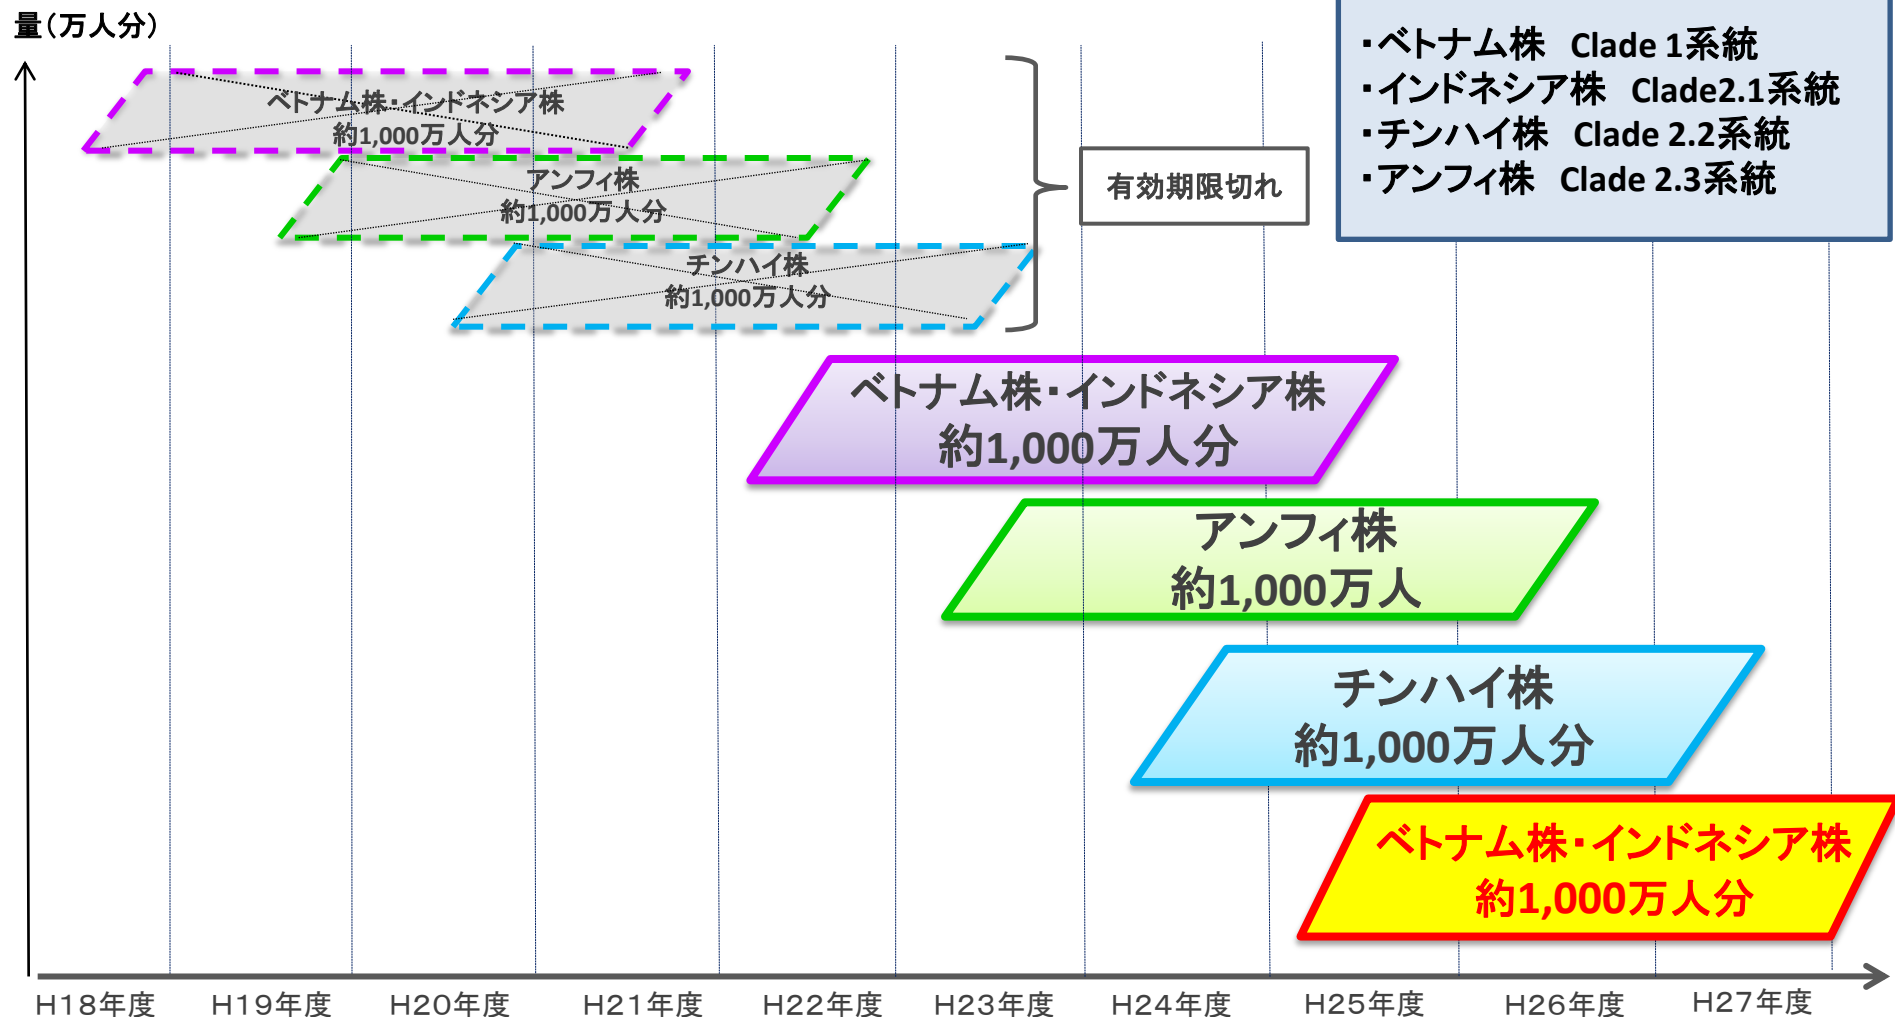 量（万人分）
・ベトナム株　Clade 1系統
・インドネシア株　Clade2.1系統
・チンハイ株　Clade 2.2系統
・アンフィ株　Clade 2.3系統
ベトナム株・インドネシア株
約1,000万人分
アンフィ株
約1,000万人分
チンハイ株
約1,000万人分
有効期限切れ
ベトナム株・インドネシア株
約1,000万人分
アンフィ株
約1,000万人
チンハイ株
約1,000万人分
ベトナム株・インドネシア株
約1,000万人分
H18年度　H19年度　H20年度　H21年度　H22年度　H23年度　H24年度　H25年度　H26年度　H27年度